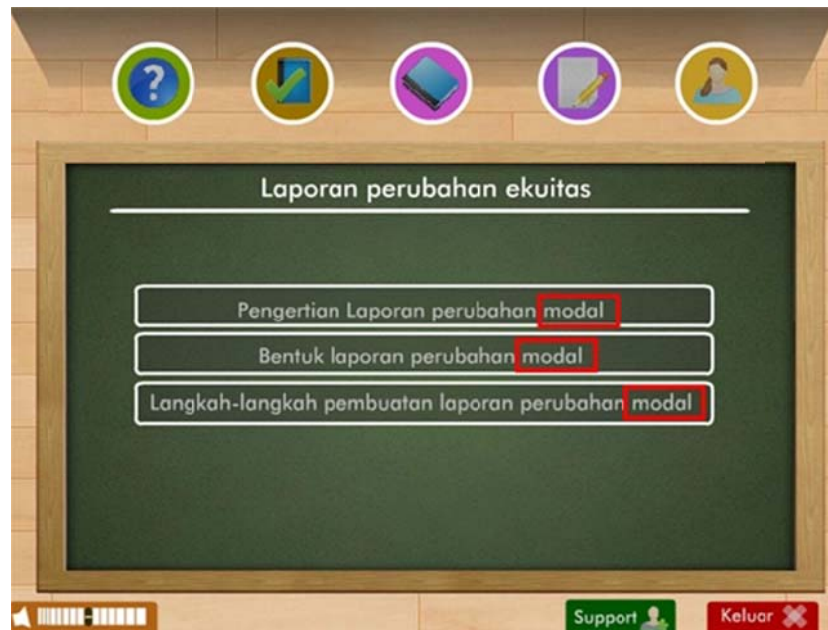 Laporan perubahan ekuitas
Pengertian Laporan perubahan modal
Bentuk laporan perubahan modal
Langkah-langkah pembuatan laporan perubahan modal
Support
Keluar